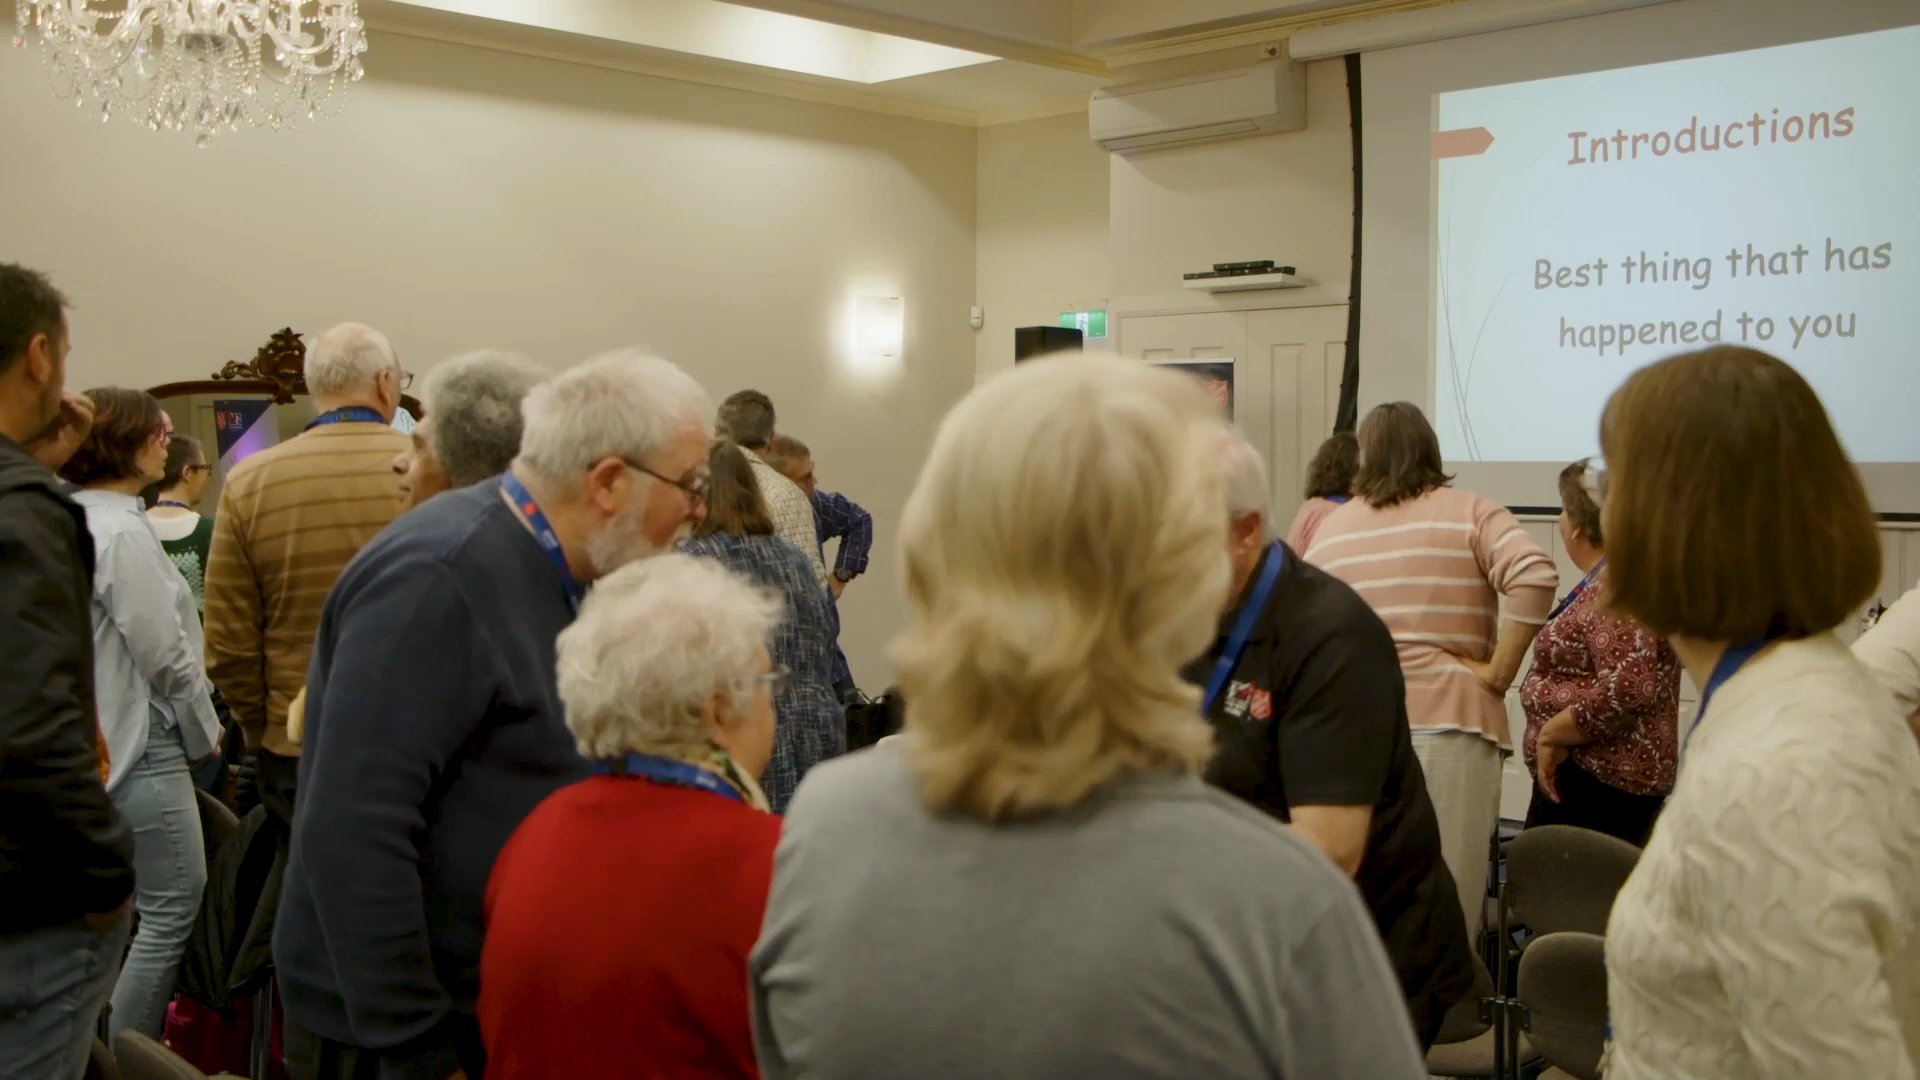 Introductions
Best thing that has
happened to you